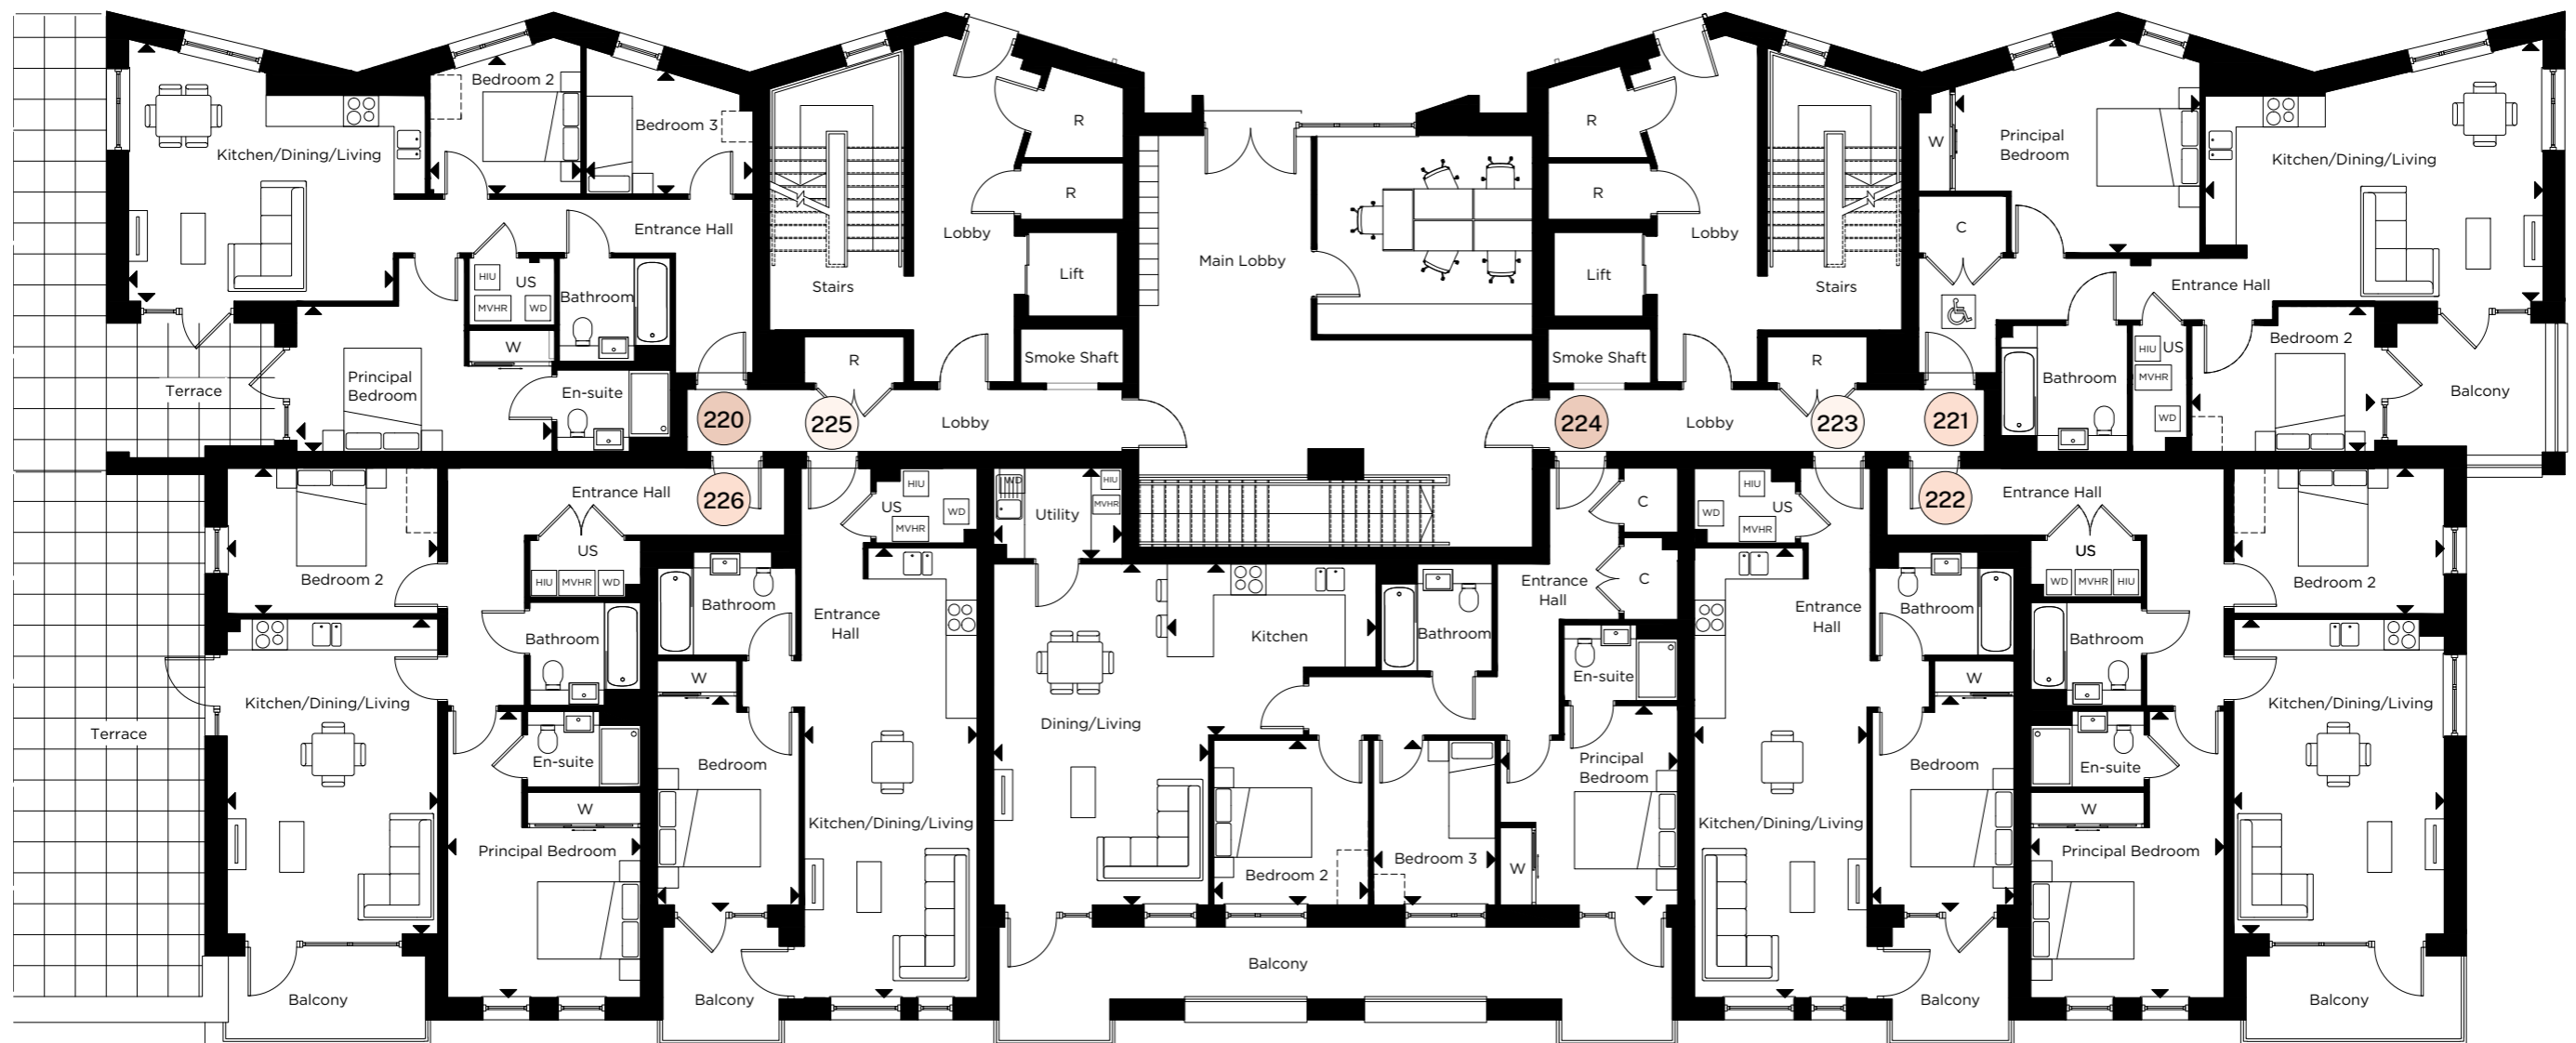 Bedroom 2
Bedroom 3
Kitchen/Dining/Living
Entrance Hall
HIU
US
MVHR
WD
Bathroom
W
Principal
Bedroom
En-suite
Terrace
Stairs
Lobby
R
R
Lift
Smoke Shaft
R
Lobby
220
225
Main Lobby
R
R
Lift
Smoke Shaft
Lobby
Stairs
R
Lobby
224
223
221
W
Principal
Bedroom
C
Kitchen/Dining/Living
Entrance Hall
Bathroom
HIU
US
MVHR
WD
Bedroom 2
Balcony
Terrace
Bedroom 2
Entrance Hall
226
US
HIU
MVHR
WD
Bathroom
Kitchen/Dining/Living
En-suite
W
Principal Bedroom
Balcony
HIU
US
WD
MVHR
Bathroom
Entrance
Hall
W
Bedroom
Kitchen/Dining/Living
Balcony
WD
HIU
MVHR
Utility
Kitchen
Dining/Living
Bathroom
Entrance
Hall
C
C
En-suite
Principal
Bedroom
Bedroom 2
Bedroom 3
W
Balcony
HIU
US
WD
MVHR
Entrance
Hall
Bathroom
W
Bedroom
Kitchen/Dining/Living
Balcony
222
Entrance Hall
US
WD
MVHR
HIU
Bathroom
Bedroom 2
Kitchen/Dining/Living
En-suite
W
Principal Bedroom
Balcony